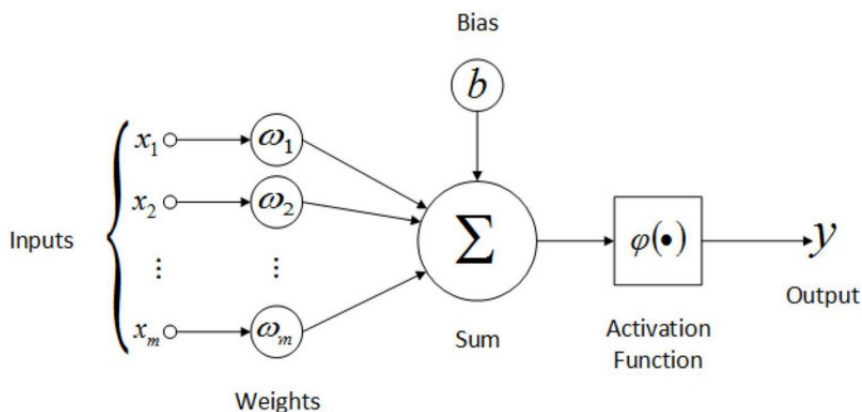 Bias
b
x₁ ω₁
x₂ ω₂
Inputs
⋮ ⋮
Σ
φ(•)
y
Output
xₘ ωₘ
Sum
Activation
Function
Weights